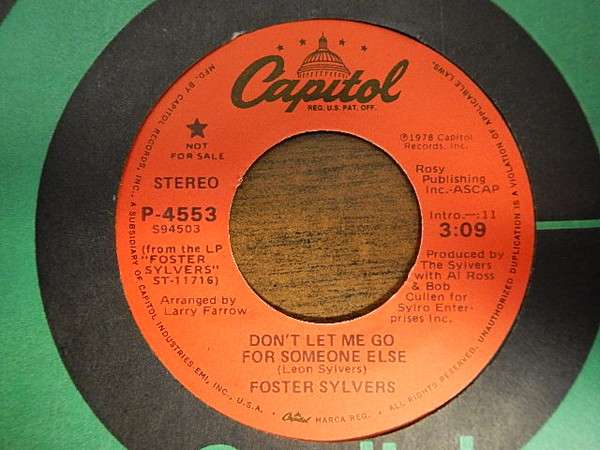 Capitol
REG. U.S. PAT. OFF.
NOT
FOR SALE
STEREO
P-4553
S94503
(from the LP
"FOSTER
SYLVERS"
ST-11716)
Arranged by
Larry Farrow
℗1978 Capitol
Records, Inc.
Rosy
Publishing
Inc.-ASCAP
Intro.—:11
3:09
Produced by
The Sylvers
with Al Ross
& Bob
Cullen for
Sylro Enter-
prises Inc.
DON'T LET ME GO
FOR SOMEONE ELSE
(Leon Sylvers)
FOSTER SYLVERS
MFG. BY CAPITOL RECORDS, INC., A SUBSIDIARY OF CAPITOL INDUSTRIES EMI, INC., U.S.A. • Capitol MARCA REG. • ALL RIGHTS RESERVED. UNAUTHORIZED DUPLICATION IS A VIOLATION OF APPLICABLE LAWS.